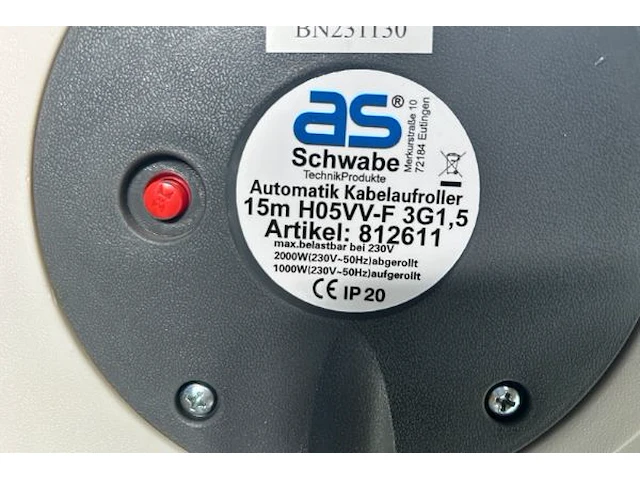 BN231130
as®
Schwabe
TechnikProdukte
Merkurstraße 10
72184 Eutingen
Automatik Kabelaufroller
15m H05VV-F 3G1,5
Artikel: 812611
max.belastbar bei 230V
2000W(230V~50Hz)abgerollt
1000W(230V~50Hz)aufgerollt
CE IP 20